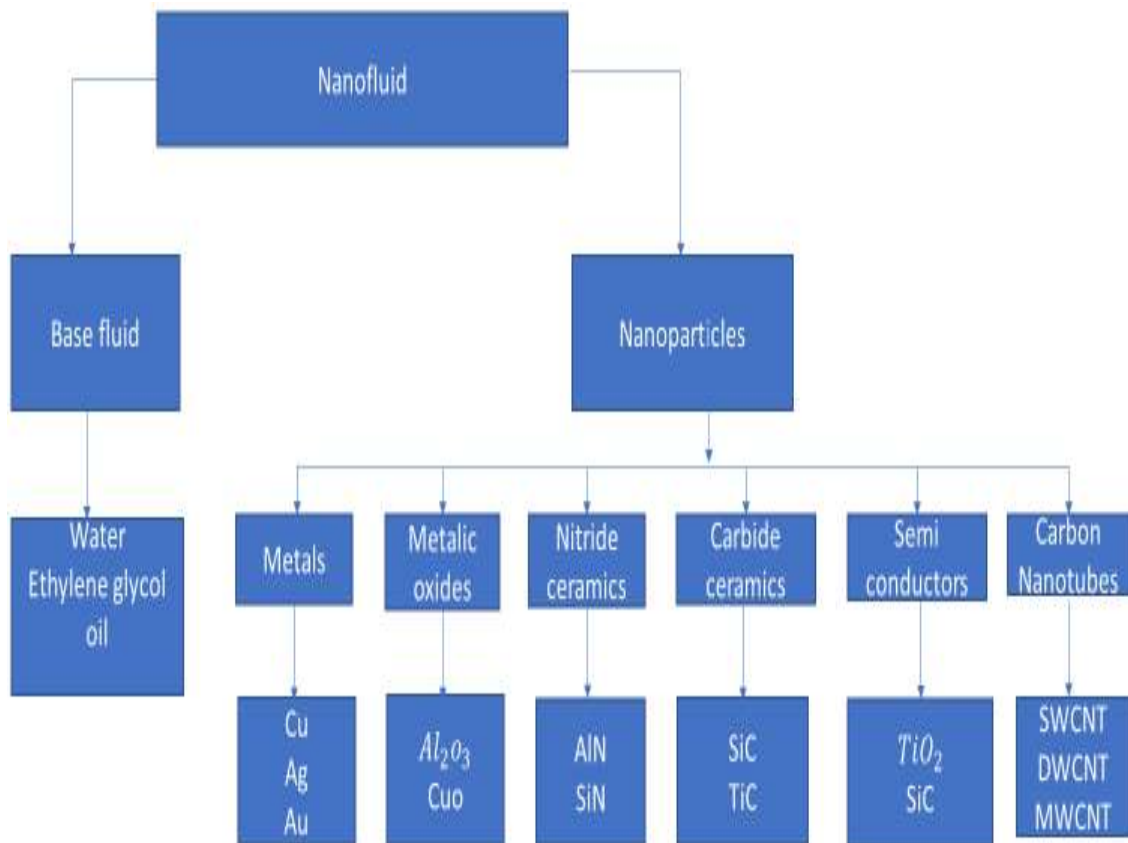 Nanofluid
Base fluid
Nanoparticles
Water
Ethylene glycol
oil
Metals
Metalic
oxides
Nitride
ceramics
Carbide
ceramics
Semi
conductors
Carbon
Nanotubes
Cu
Ag
Au
Al₂o₃
Cuo
AlN
SiN
SiC
TiC
TiO₂
SiC
SWCNT
DWCNT
MWCNT